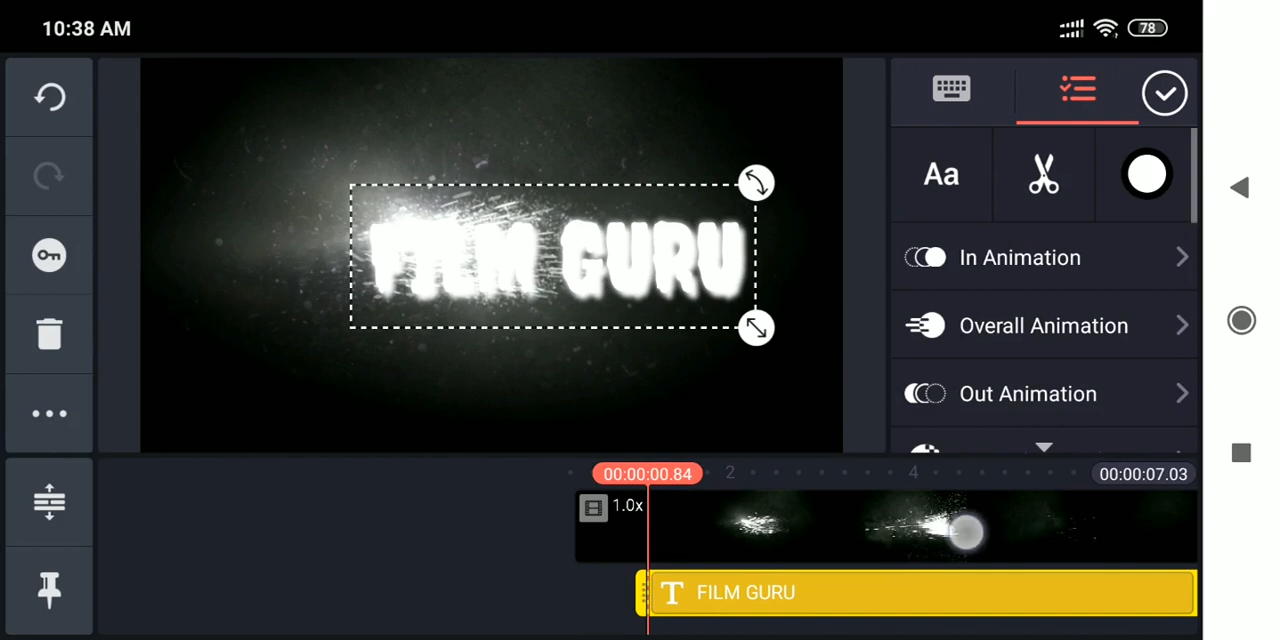 10:38 AM
78
FILM GURU
Aa
In Animation
Overall Animation
Out Animation
00:00:00.84
2
4
00:00:07.03
1.0x
T FILM GURU